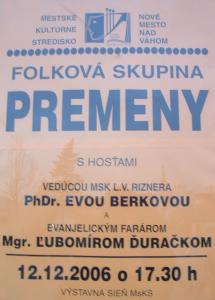 MESTSKÉ
KULTÚRNE
STREDISKO
NOVÉ
MESTO
NAD
VÁHOM
FOLKOVÁ SKUPINA
PREMENY
S HOSŤAMI
VEDÚCOU MSK L.V. RIZNERA
PhDr. EVOU BERKOVOU
A
EVANJELICKÝM FARÁROM
Mgr. ĽUBOMÍROM ĎURAČKOM
12.12.2006 o 17.30 h
VÝSTAVNÁ SIEŇ MsKS